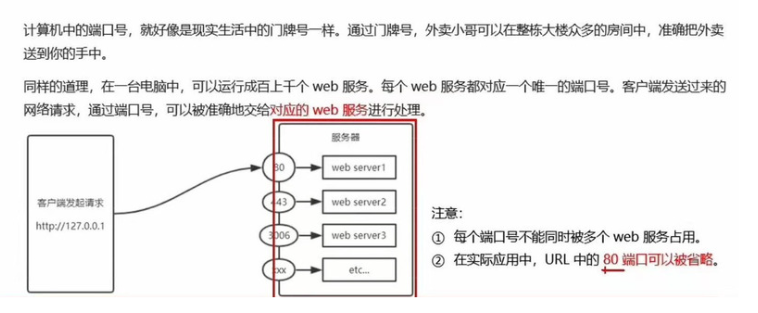 计算机中的端口号，就好像是现实生活中的门牌号一样。通过门牌号，外卖小哥可以在整栋大楼众多的房间中，准确把外卖
送到你的手中。
同样的道理，在一台电脑中，可以运行成百上千个 web 服务。每个 web 服务都对应一个唯一的端口号。客户端发送过来的
网络请求，通过端口号，可以被准确地交给对应的 web 服务进行处理。
服务器
客户端发起请求
http://127.0.0.1
80
web server1
443
web server2
3006
web server3
xxx
etc...
注意：
① 每个端口号不能同时被多个 web 服务占用。
② 在实际应用中，URL 中的 80 端口可以被省略。